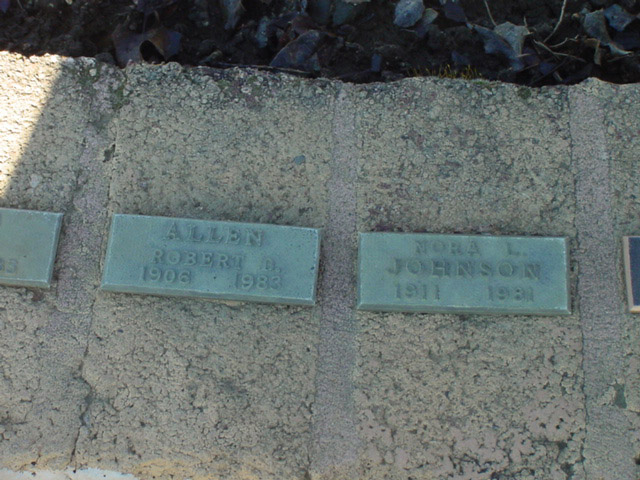 ALLEN
ROBERT B.
1906 1983
NORA L.
JOHNSON
1911 1981